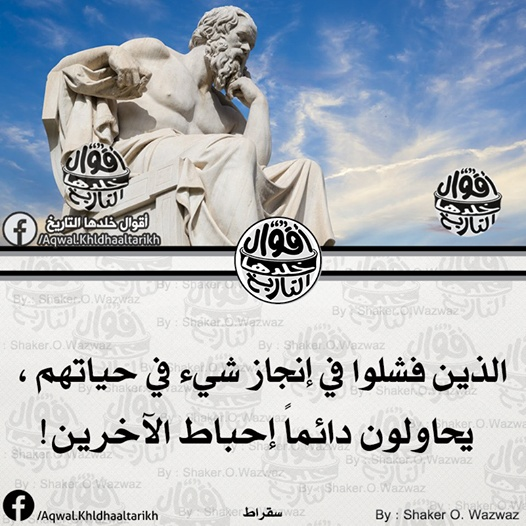 أقوال
خلدها
التاريخ
أقوال
خلدها
التاريخ
أقوال خلدها التاريخ
/Aqwal.Khldhaaltarikh
أقوال
خلدها
التاريخ
الذين فشلوا في إنجاز شيء في حياتهم ،
يحاولون دائماً إحباط الآخرين!
/Aqwal.Khldhaaltarikh
سقراط
By : Shaker O. Wazwaz